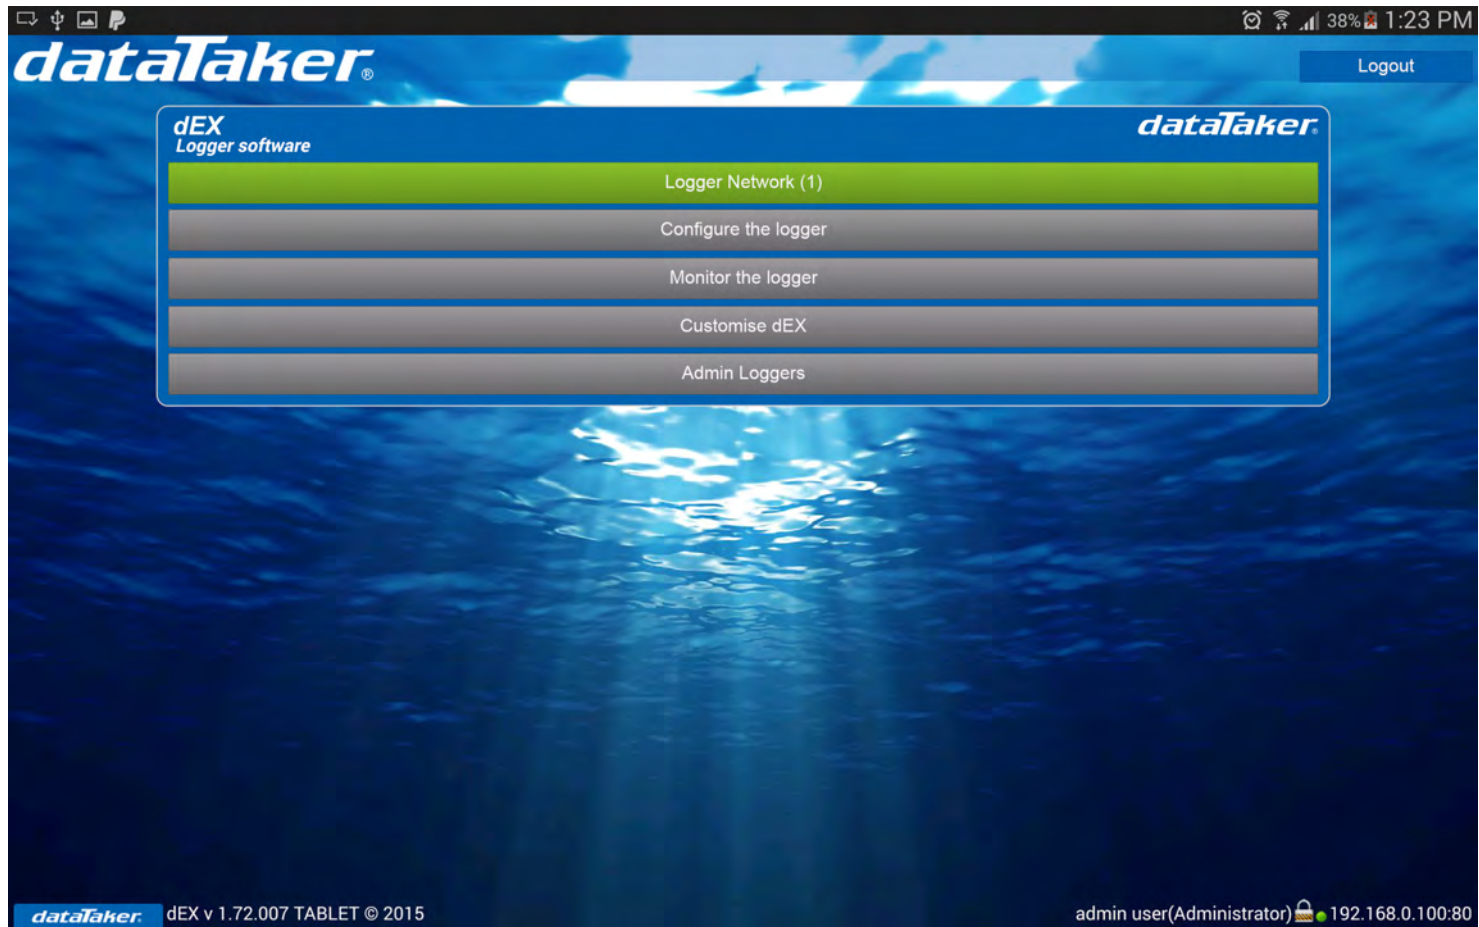 38% 1:23 PM
dataTaker®
Logout
dEX
Logger software
dataTaker®
Logger Network (1)
Configure the logger
Monitor the logger
Customise dEX
Admin Loggers
dataTaker. dEX v 1.72.007 TABLET © 2015
admin user(Administrator) 192.168.0.100:80